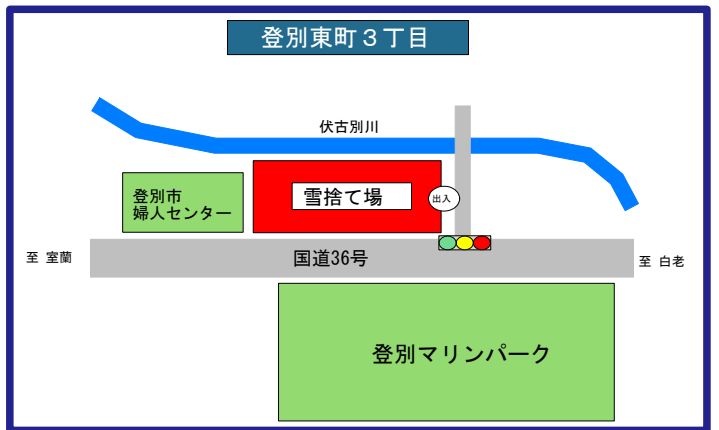 登別東町３丁目
伏古別川
登別市
婦人センター
雪捨て場
出入
至 室蘭
国道36号
至 白老
登別マリンパーク